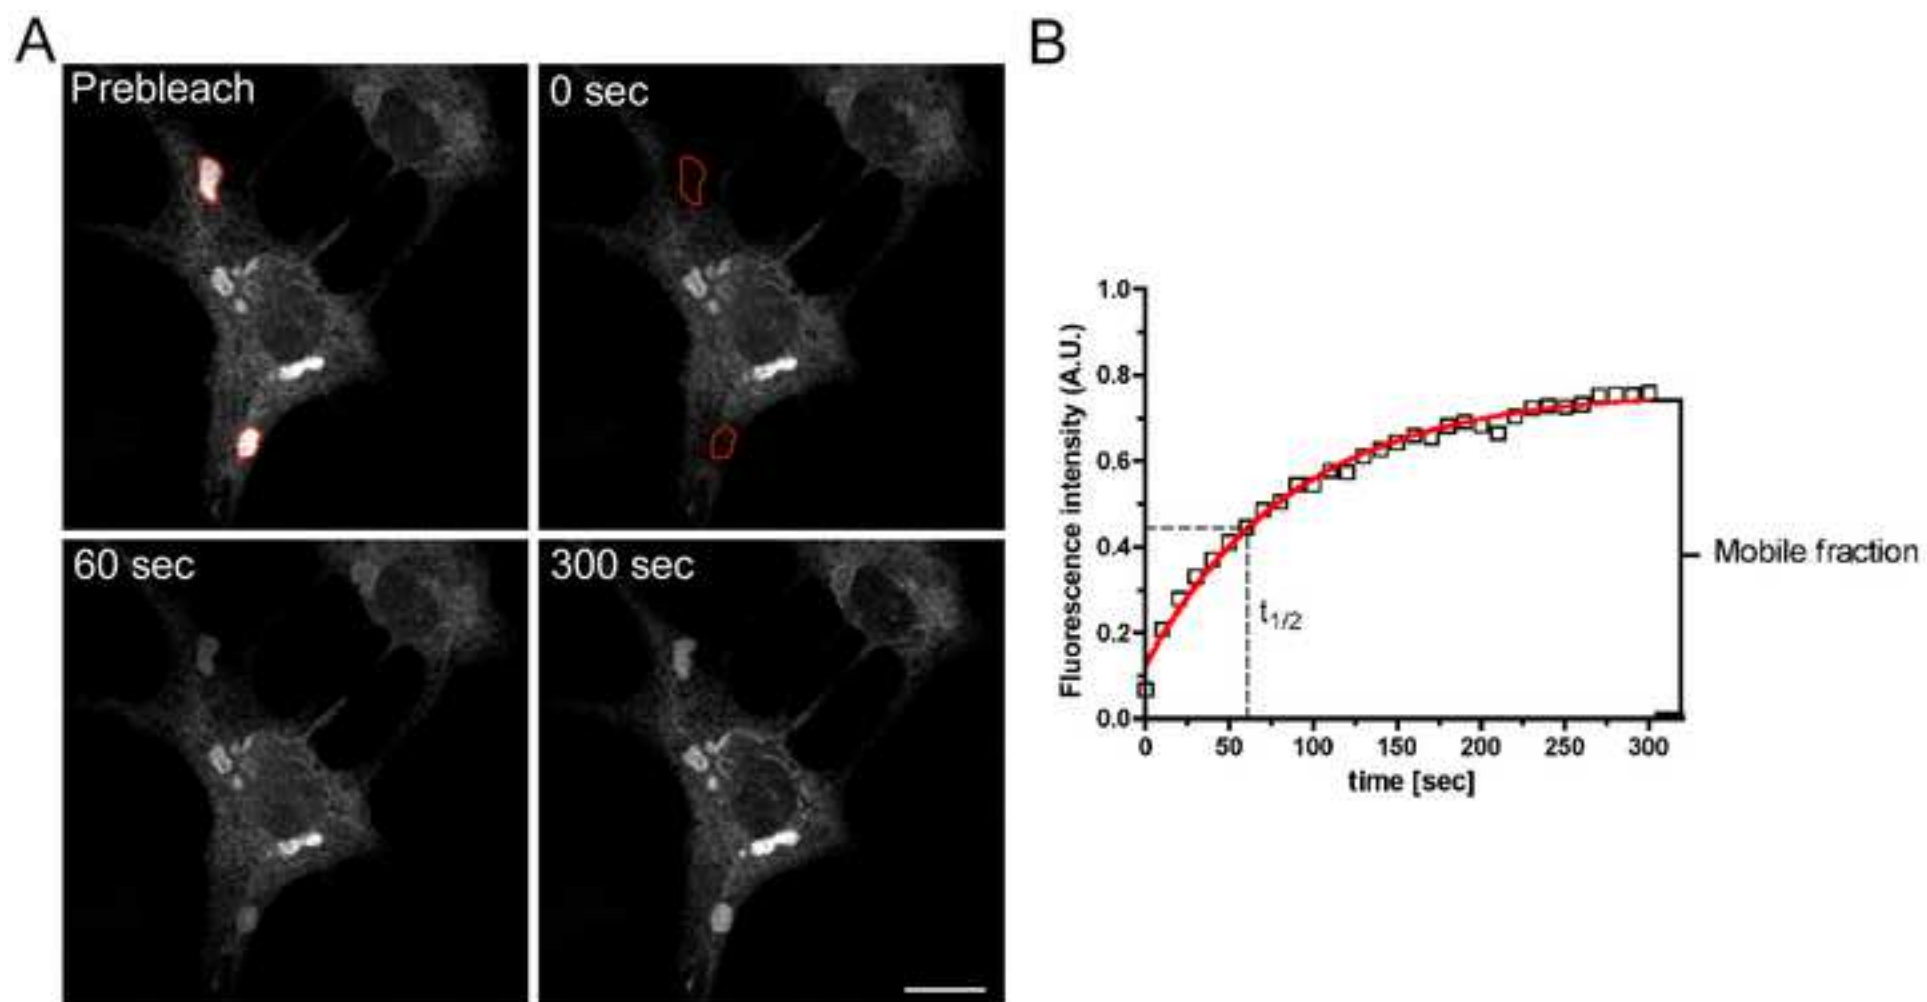 A
Prebleach
0 sec
60 sec
300 sec
B
Fluorescence intensity (A.U.)
1.0
0.8
0.6
0.4
0.2
0.0
t1/2
Mobile fraction
0 50 100 150 200 250 300
time [sec]